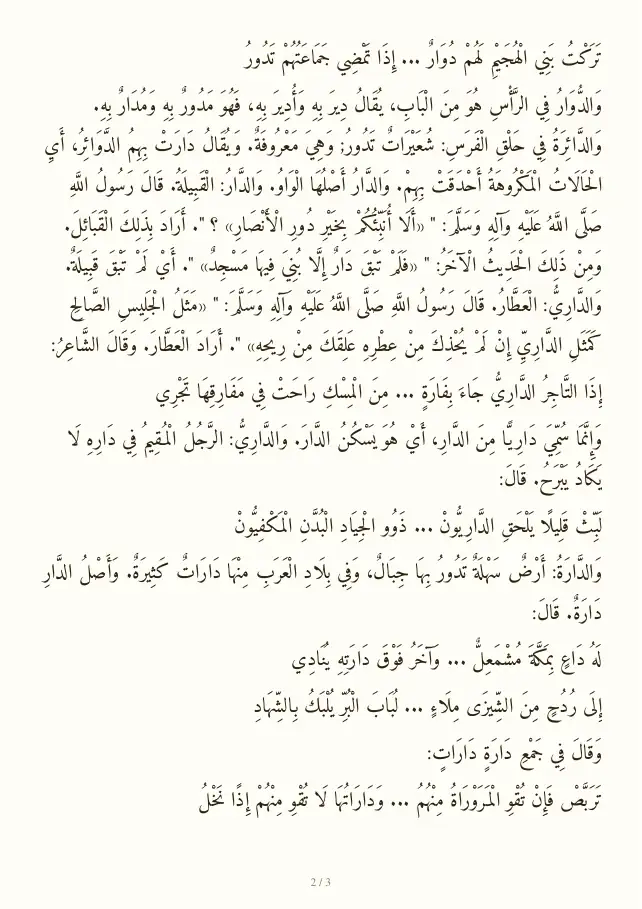 تَرَكْتُ بَنِي الْهُجَيْمِ لَهُمْ دُوَارٌ ... إِذَا تَمْضِي جَمَاعَتُهُمْ تَدُورُ
وَالدُّوَارُ فِي الرَّأْسِ هُوَ مِنَ الْبَابِ، يُقَالُ دِيرَ بِهِ وَأُدِيرَ بِهِ، فَهُوَ مَدُورٌ بِهِ وَمُدَارٌ بِهِ.
وَالدَّائِرَةُ فِي حَلْقِ الْفَرَسِ: شُعَيْرَاتٌ تَدُورُ; وَهِيَ مَعْرُوفَةٌ. وَيُقَالُ دَارَتْ بِهِمُ الدَّوَائِرُ، أَيِ
الْحَالَاتُ الْمَكْرُوهَةُ أَحْدَقَتْ بِهِمْ. وَالدَّارُ أَصْلُهَا الْوَاوُ. وَالدَّارُ: الْقَبِيلَةُ. قَالَ رَسُولُ اللَّهِ
صَلَّى اللَّهُ عَلَيْهِ وَآلِهِ وَسَلَّمَ: " «أَلَا أُنَبِّئُكُمْ بِخَيْرِ دُورِ الْأَنْصَارِ» ؟ ". أَرَادَ بِذَلِكَ الْقَبَائِلَ.
وَمِنْ ذَلِكَ الْحَدِيثُ الْآخَرُ: " «فَلَمْ تَبْقَ دَارٌ إِلَّا بُنِيَ فِيهَا مَسْجِدٌ» ". أَيْ لَمْ تَبْقَ قَبِيلَةٌ.
وَالدَّارِيُّ: الْعَطَّارُ. قَالَ رَسُولُ اللَّهِ صَلَّى اللَّهُ عَلَيْهِ وَآلِهِ وَسَلَّمَ: " «مَثَلُ الْجَلِيسِ الصَّالِحِ
كَمَثَلِ الدَّارِيِّ إِنْ لَمْ يُحْذِكَ مِنْ عِطْرِهِ عَلِقَكَ مِنْ رِيحِهِ» ". أَرَادَ الْعَطَّارَ. وَقَالَ الشَّاعِرُ:
إِذَا التَّاجِرُ الدَّارِيُّ جَاءَ بِفَارَةٍ ... مِنَ الْمِسْكِ رَاحَتْ فِي مَفَارِقِهَا تَجْرِي
وَإِنَّمَا سُمِّيَ دَارِيًّا مِنَ الدَّارِ، أَيْ هُوَ يَسْكُنُ الدَّارَ. وَالدَّارِيُّ: الرَّجُلُ الْمُقِيمُ فِي دَارِهِ لَا
يَكَادُ يَبْرَحُ. قَالَ:
لَبِّثْ قَلِيلًا يَلْحَقِ الدَّارِيُّونْ ... ذَوُو الْجِيَادِ الْبُدَّنِ الْمَكْفِيُّونْ
وَالدَّارَةُ: أَرْضٌ سَهْلَةٌ تَدُورُ بِهَا جِبَالٌ، وَفِي بِلَادِ الْعَرَبِ مِنْهَا دَارَاتٌ كَثِيرَةٌ. وَأَصْلُ الدَّارِ
دَارَةٌ. قَالَ:
لَهُ دَاعٍ بِمَكَّةَ مُشْمَعِلٌّ ... وَآخَرُ فَوْقَ دَارَتِهِ يُنَادِي
إِلَى رُدُحٍ مِنَ الشِّيزَى مِلَاءٍ ... لُبَابَ الْبُرِّ يُلْبَكُ بِالشِّهَادِ
وَقَالَ فِي جَمْعِ دَارَةٍ دَارَاتٍ:
تَرَبَّصْ فَإِنْ تُقْوِ الْمَرَوْرَاةُ مِنْهُمُ ... وَدَارَاتُهَا لَا تُقْوِ مِنْهُمْ إِذًا نَخْلُ
2 / 3